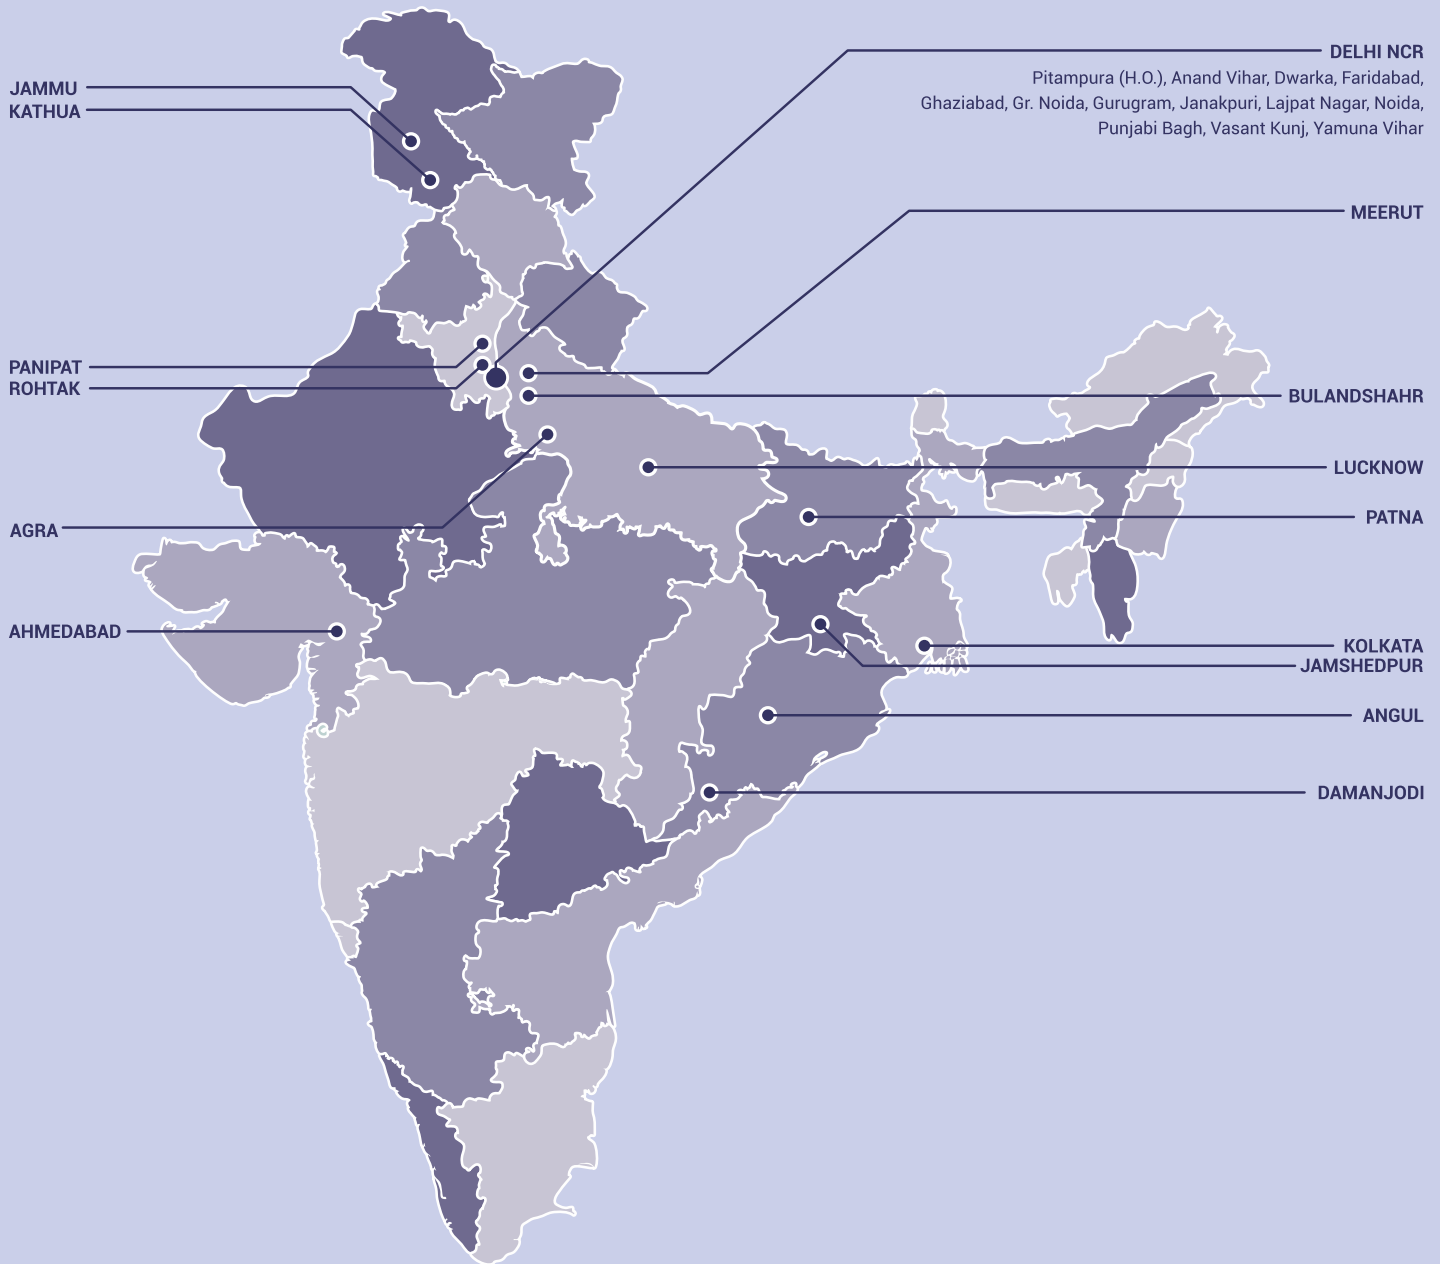 JAMMU
KATHUA
DELHI NCR
Pitampura (H.O.), Anand Vihar, Dwarka, Faridabad,
Ghaziabad, Gr. Noida, Gurugram, Janakpuri, Lajpat Nagar, Noida,
Punjabi Bagh, Vasant Kunj, Yamuna Vihar
MEERUT
PANIPAT
ROHTAK
BULANDSHAHR
LUCKNOW
PATNA
AGRA
AHMEDABAD
KOLKATA
JAMSHEDPUR
ANGUL
DAMANJODI